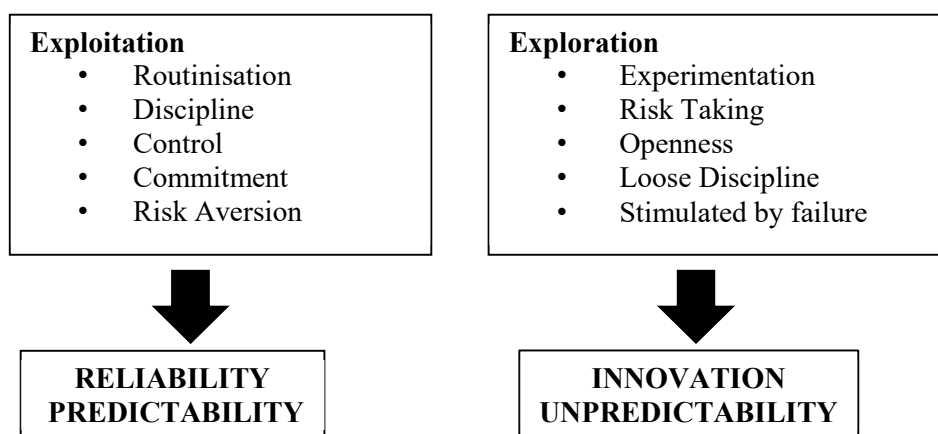 Exploitation
• Routinisation
• Discipline
• Control
• Commitment
• Risk Aversion
Exploration
• Experimentation
• Risk Taking
• Openness
• Loose Discipline
• Stimulated by failure
RELIABILITY
PREDICTABILITY
INNOVATION
UNPREDICTABILITY